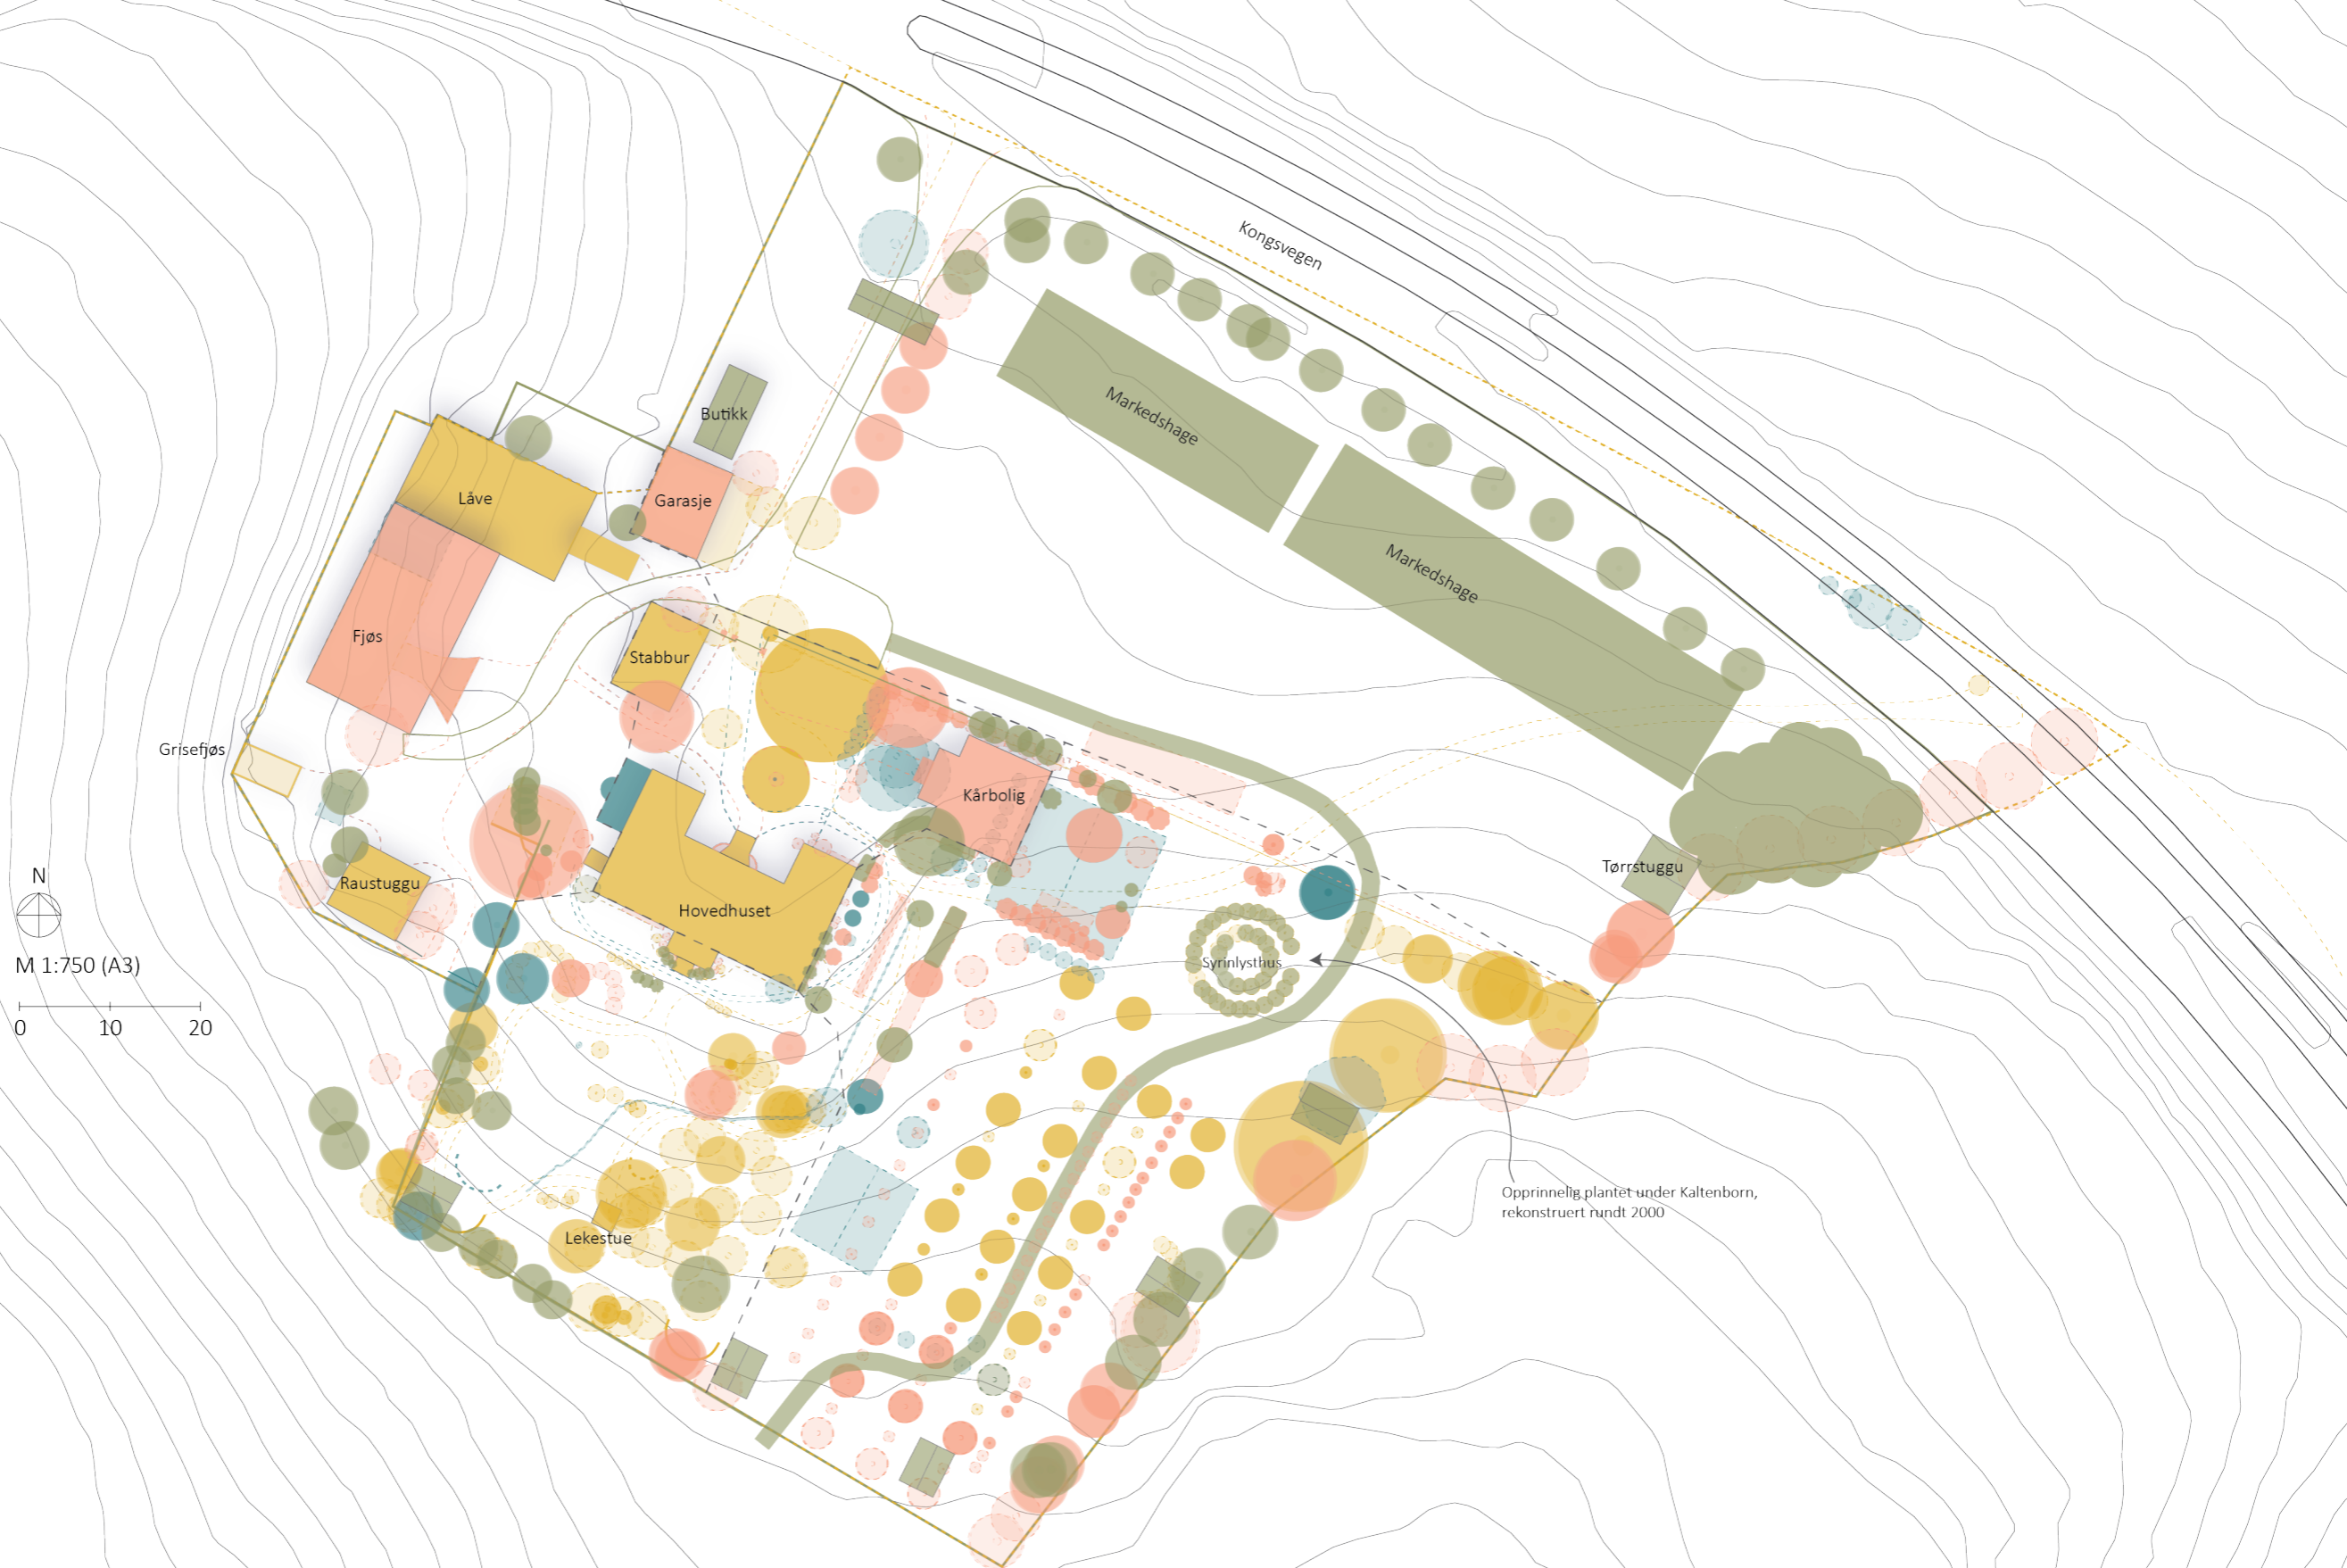 Kongsvegen
Markedshage
Butikk
Låve
Garasje
Markedshage
Fjøs
Stabbur
Grisefjøs
Kårbolig
Tørrstuggu
Raustuggu
N
Hovedhuset
M 1:750 (A3)
Syrinlysthus
0 10 20
Opprinnelig plantet under Kaltenborn,
rekonstruert rundt 2000
Lekestue